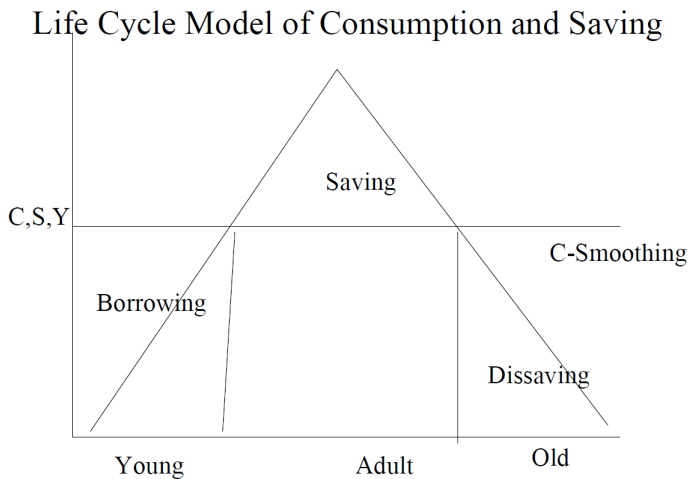 Life Cycle Model of Consumption and Saving
Saving
C,S,Y
C-Smoothing
Borrowing
Dissaving
Young
Adult
Old